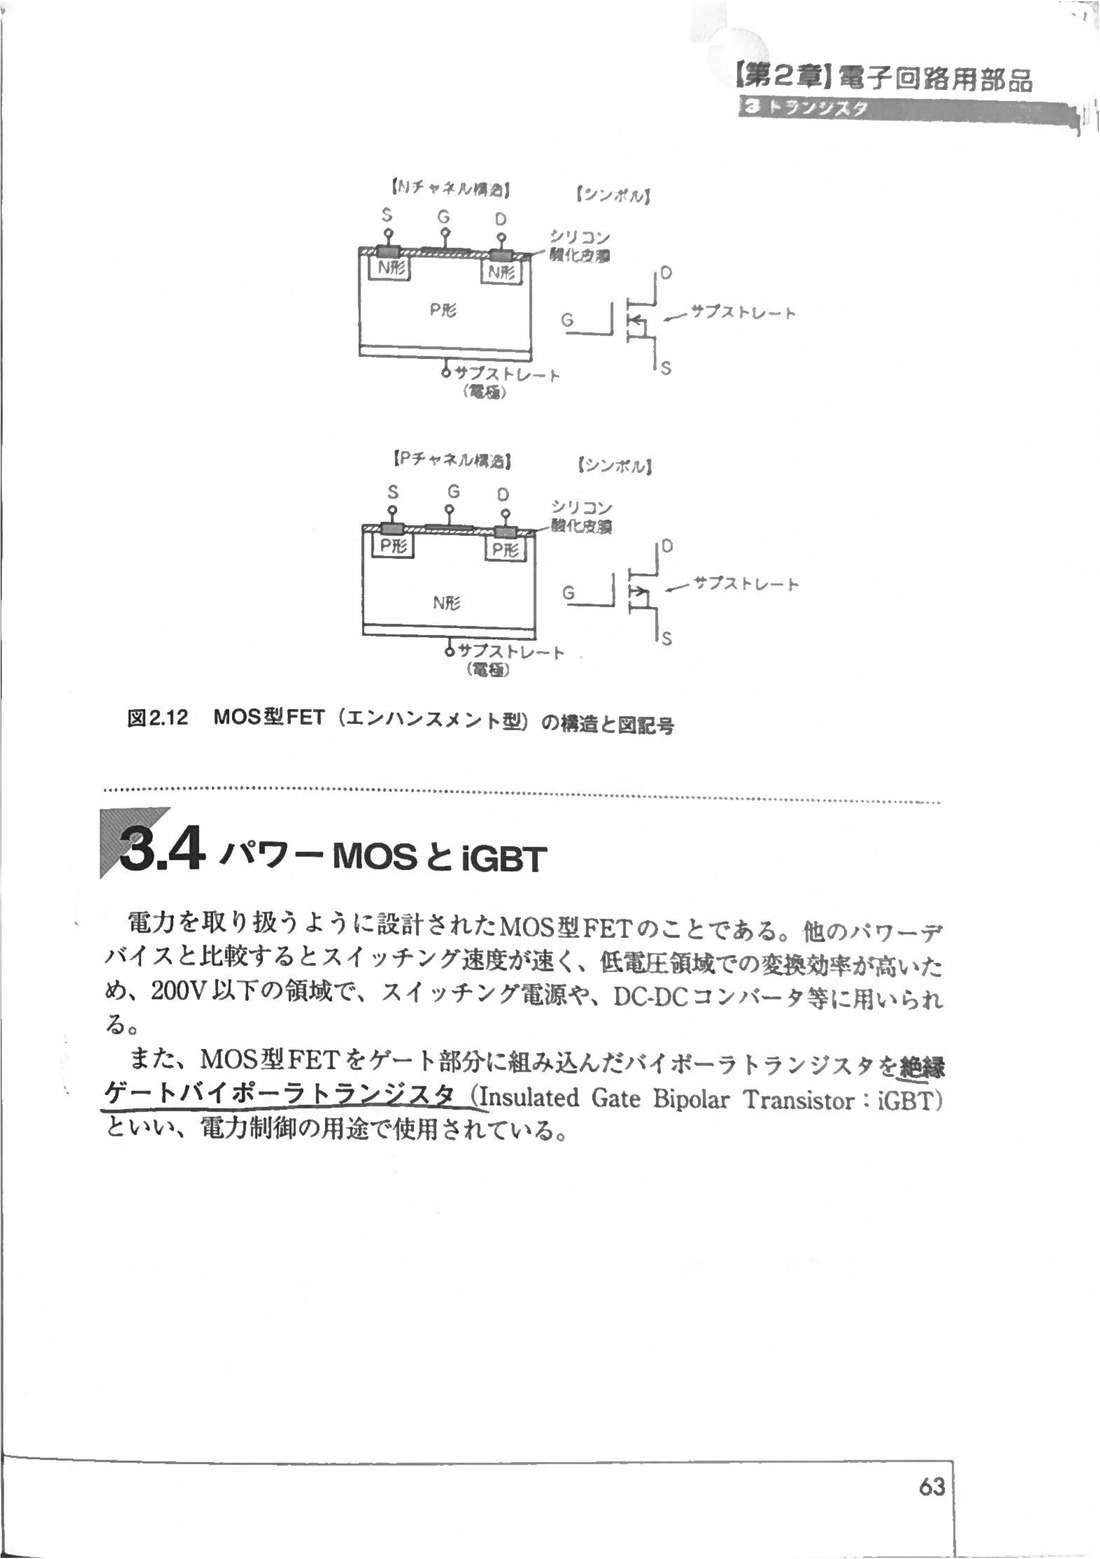 【第2章】電子回路用部品
3 トランジスタ
【Nチャネル構造】 【シンボル】
S G D
シリコン
酸化皮膜
N形 N形
P形
D
G
サブストレート
S
サブストレート
(電極)
【Pチャネル構造】 【シンボル】
S G D
シリコン
酸化皮膜
P形 P形
N形
D
G
サブストレート
S
サブストレート
(電極)
図2.12 MOS型FET（エンハンスメント型）の構造と図記号
3.4 パワーMOSとiGBT
電力を取り扱うように設計されたMOS型FETのことである。他のパワーデ
バイスと比較するとスイッチング速度が速く、低電圧領域での変換効率が高いた
め、200V以下の領域で、スイッチング電源や、DC-DCコンバータ等に用いられ
る。
また、MOS型FETをゲート部分に組み込んだバイポーラトランジスタを絶縁
ゲートバイポーラトランジスタ（Insulated Gate Bipolar Transistor：iGBT）
といい、電力制御の用途で使用されている。
63